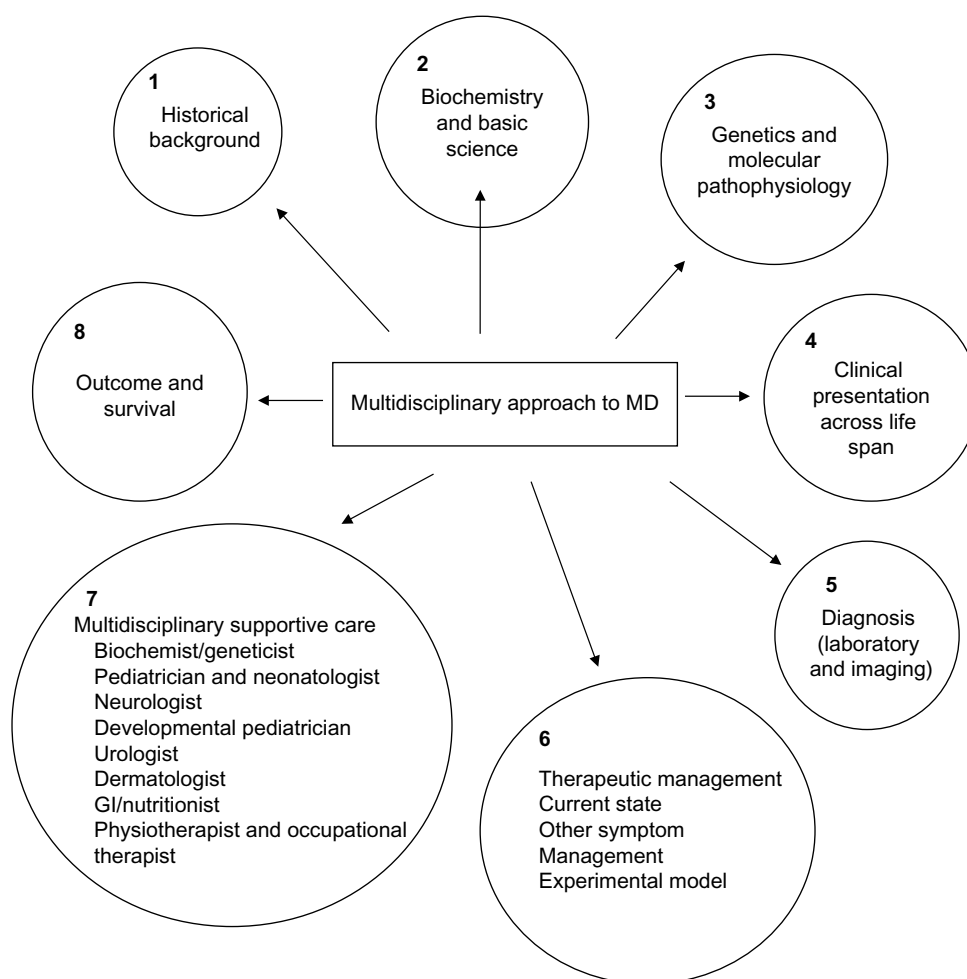 1
Historical
background
2
Biochemistry
and basic
science
3
Genetics and
molecular
pathophysiology
4
Clinical
presentation
across life
span
5
Diagnosis
(laboratory
and imaging)
6
Therapeutic management
Current state
Other symptom
Management
Experimental model
7
Multidisciplinary supportive care
Biochemist/geneticist
Pediatrician and neonatologist
Neurologist
Developmental pediatrician
Urologist
Dermatologist
GI/nutritionist
Physiotherapist and occupational
therapist
8
Outcome and
survival
Multidisciplinary approach to MD